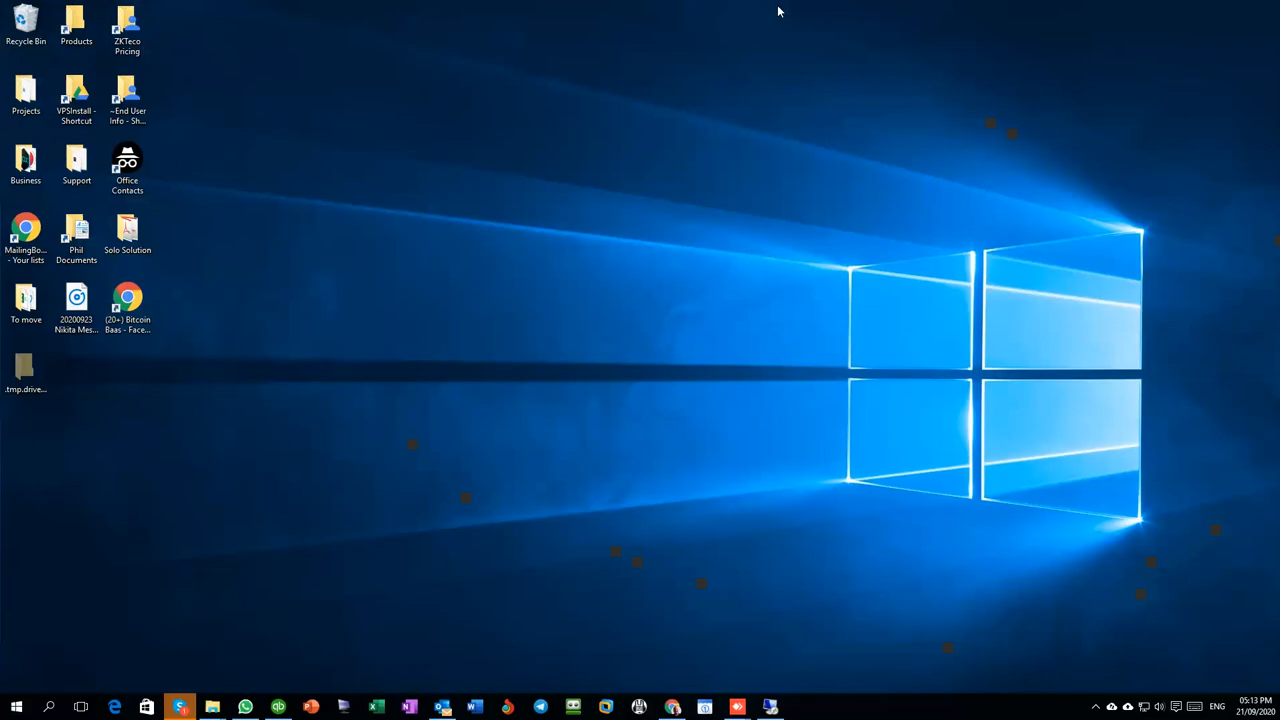 Recycle Bin
Products
ZKTeco
Pricing
Projects
VPSInstall -
Shortcut
~End User
Info - Sh...
Business
Support
Office
Contacts
MailingBo...
- Your lists
Phil
Documents
Solo Solution
To move
20200923
Nikita Mes...
(20+) Bitcoin
Baas - Face...
.tmp.drive...
ENG
05:13 PM
21/09/2020